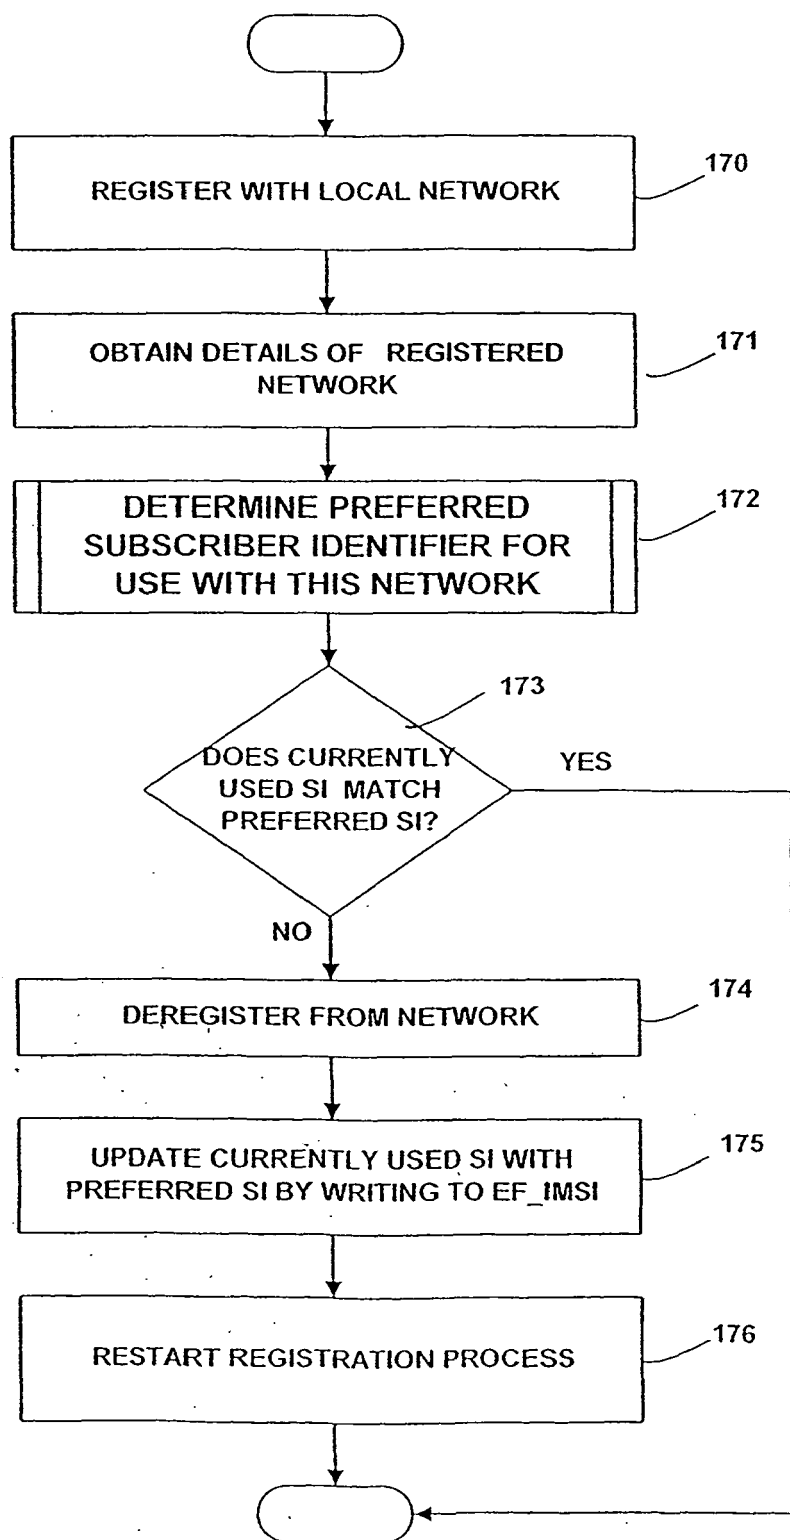 REGISTER WITH LOCAL NETWORK
170
OBTAIN DETAILS OF REGISTERED
NETWORK
171
DETERMINE PREFERRED
SUBSCRIBER IDENTIFIER FOR
USE WITH THIS NETWORK
172
173
DOES CURRENTLY
USED SI MATCH
PREFERRED SI?
YES
NO
DEREGISTER FROM NETWORK
174
UPDATE CURRENTLY USED SI WITH
PREFERRED SI BY WRITING TO EF_IMSI
175
RESTART REGISTRATION PROCESS
176